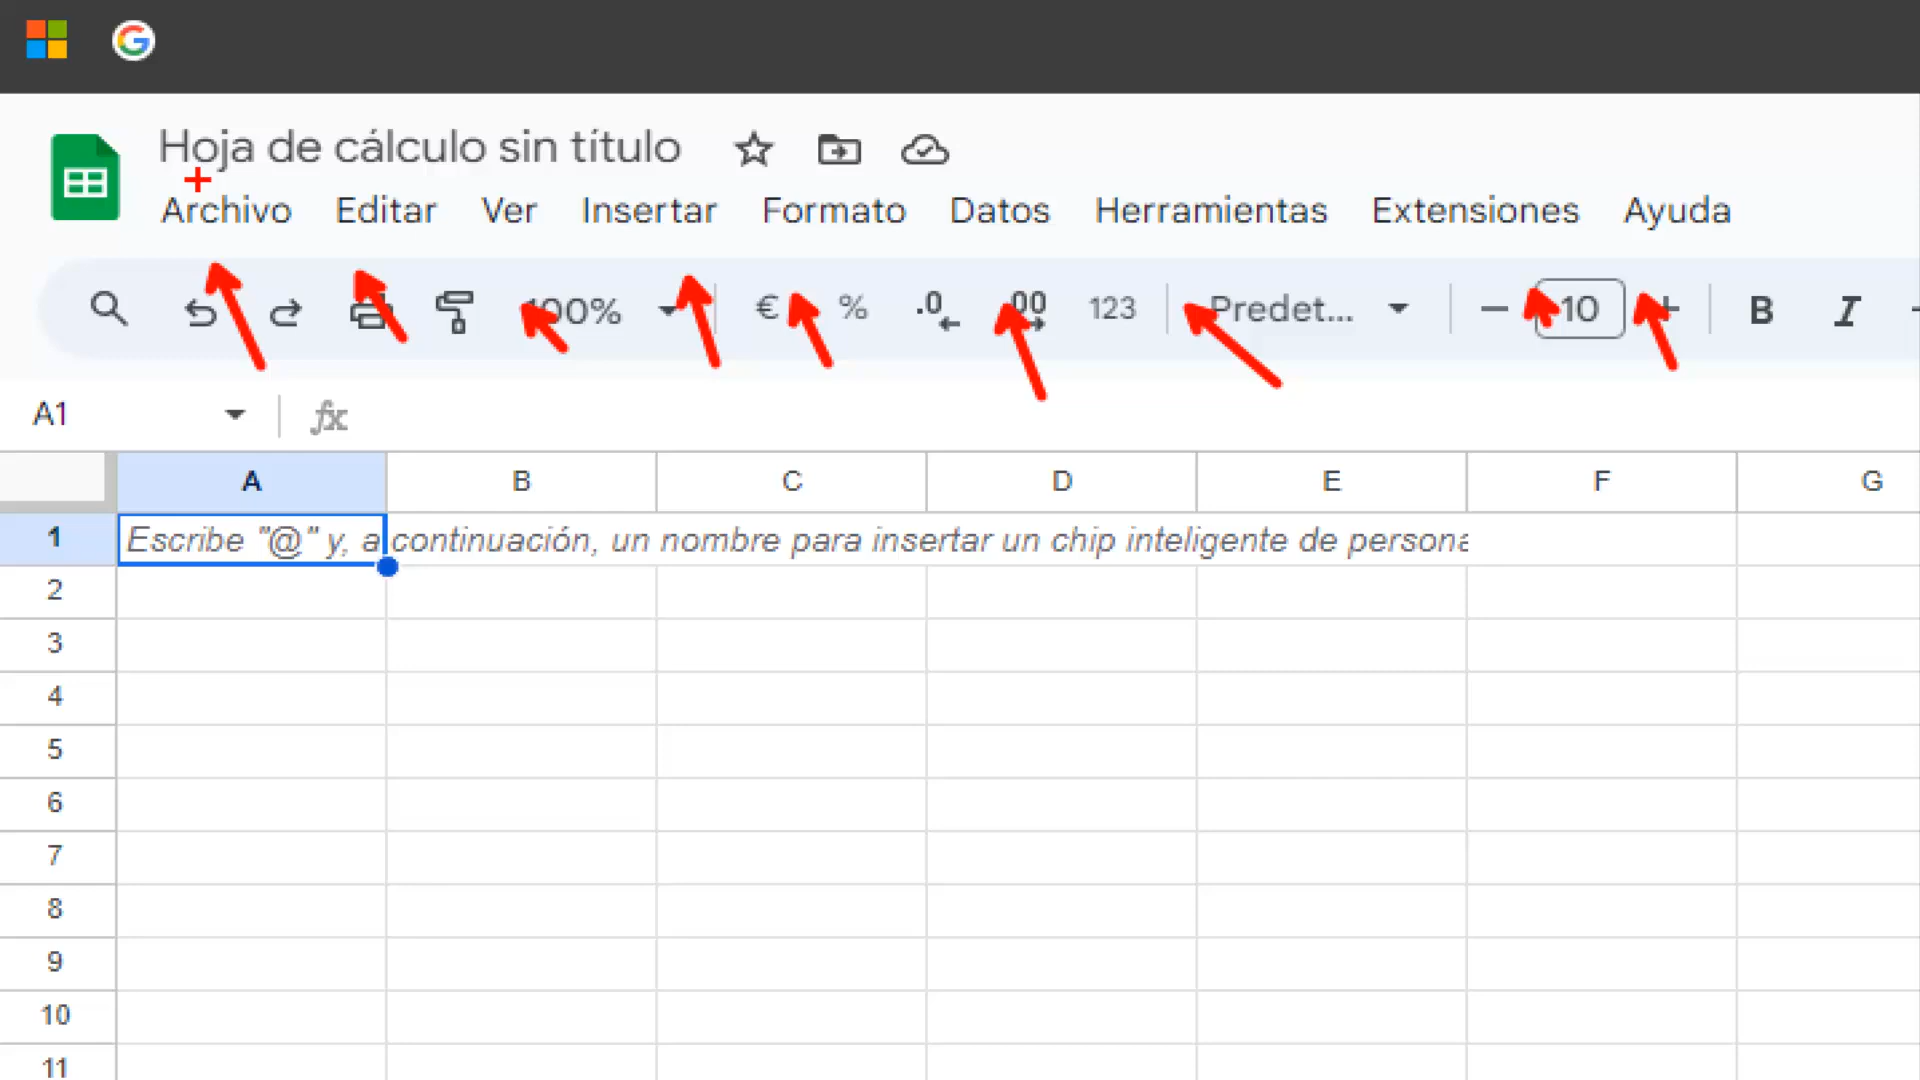 Hoja de cálculo sin título
Archivo Editar Ver Insertar Formato Datos Herramientas Extensiones Ayuda
100% € % .0 .00 123 Predet... 10 B I
A1 fx
A B C D E F G
1 Escribe "@" y, a continuación, un nombre para insertar un chip inteligente de persona
2
3
4
5
6
7
8
9
10
11